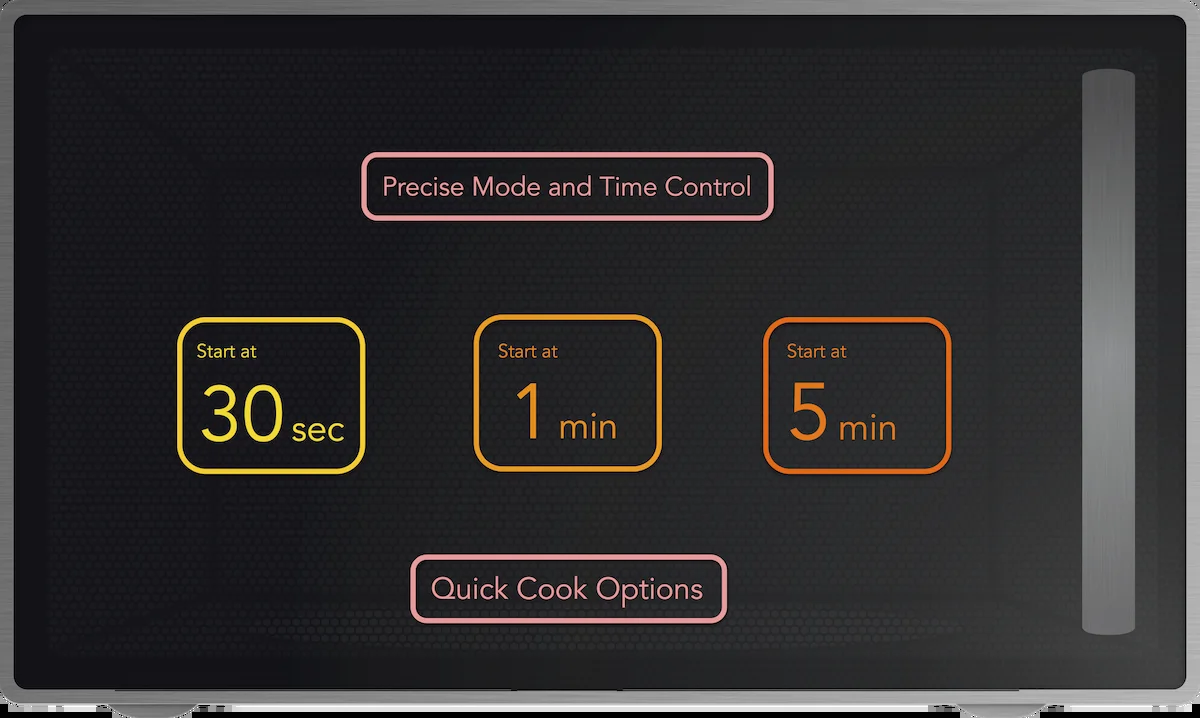 Precise Mode and Time Control
Start at
30 sec
Start at
1 min
Start at
5 min
Quick Cook Options